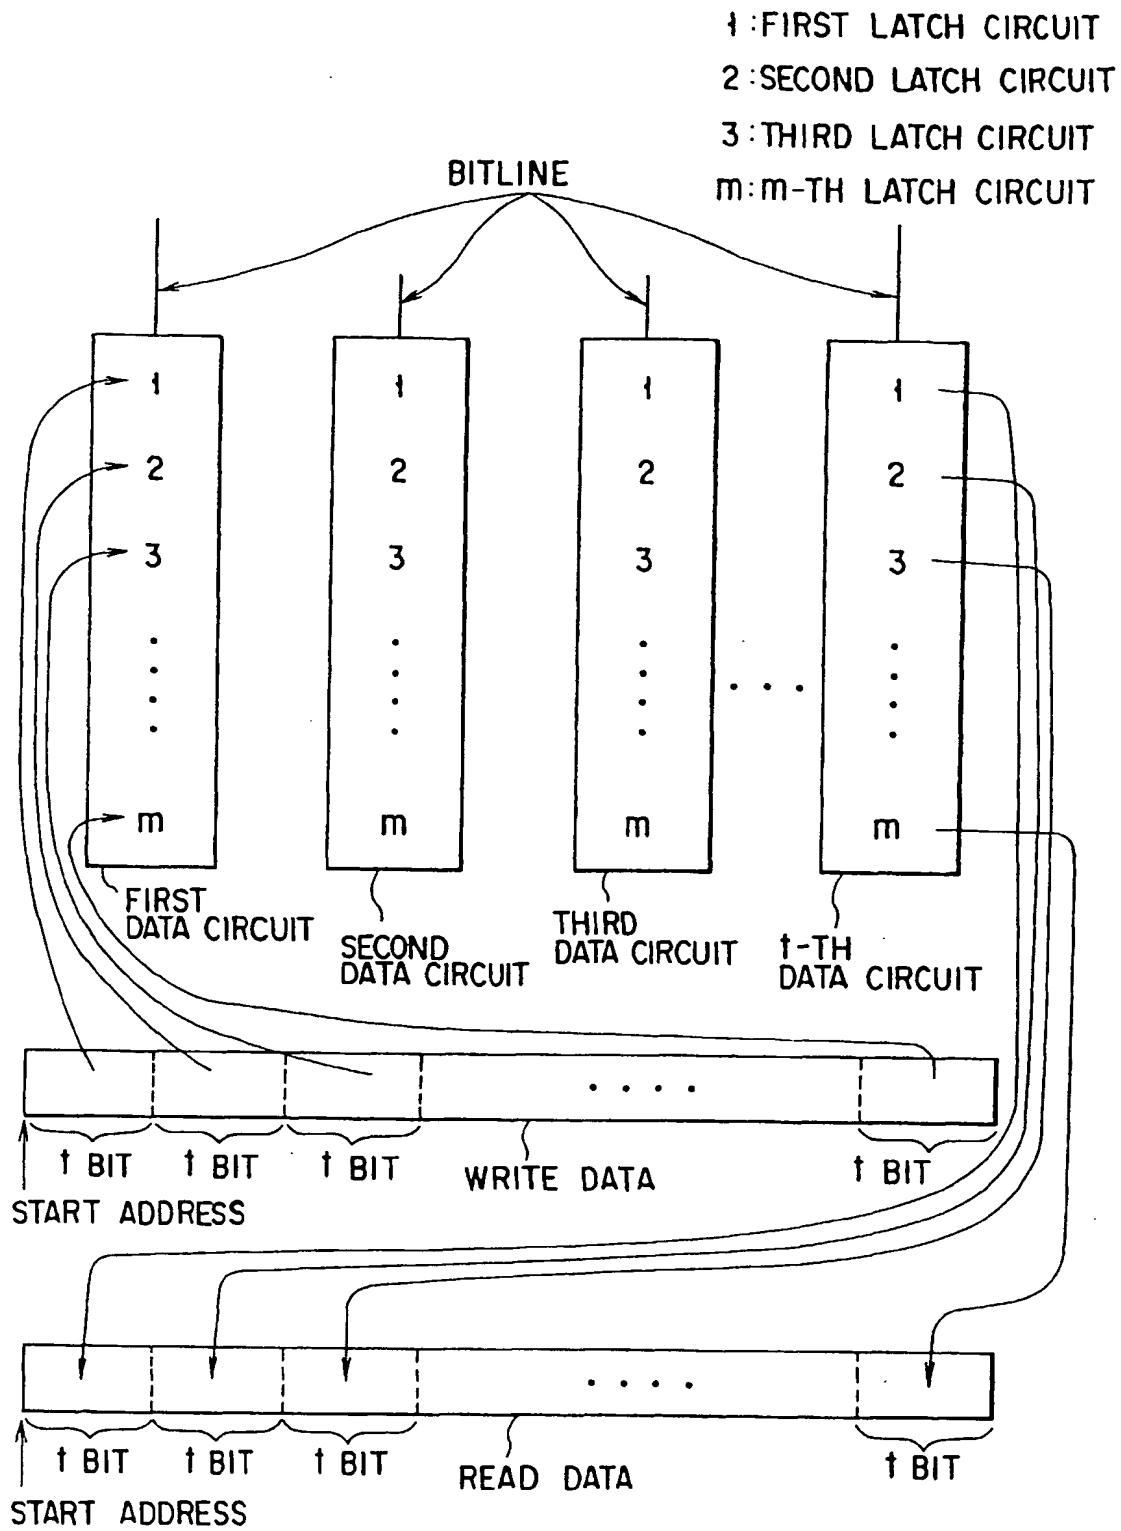 1:FIRST LATCH CIRCUIT
2:SECOND LATCH CIRCUIT
3:THIRD LATCH CIRCUIT
m:m-TH LATCH CIRCUIT
BITLINE
1 1 1 1
2 2 2 2
3 3 3 3
m m m m
FIRST
DATA CIRCUIT
SECOND
DATA CIRCUIT
THIRD
DATA CIRCUIT
t-TH
DATA CIRCUIT
t BIT t BIT t BIT t BIT
WRITE DATA
START ADDRESS
t BIT t BIT t BIT t BIT
READ DATA
START ADDRESS